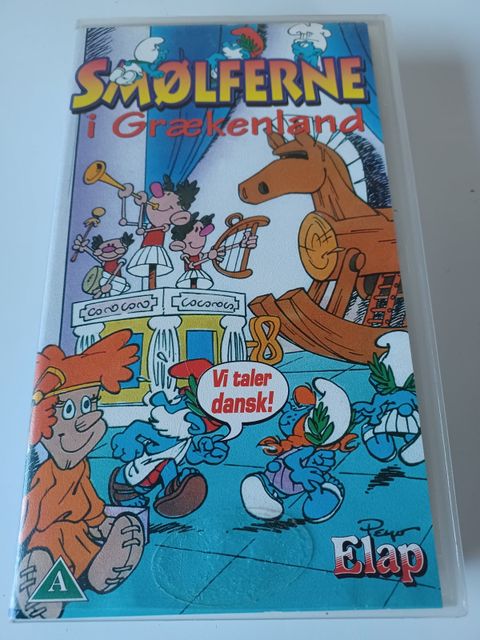 SMØLFERNE
i Grækenland
Vi taler
dansk!
Peyo
Elap
A